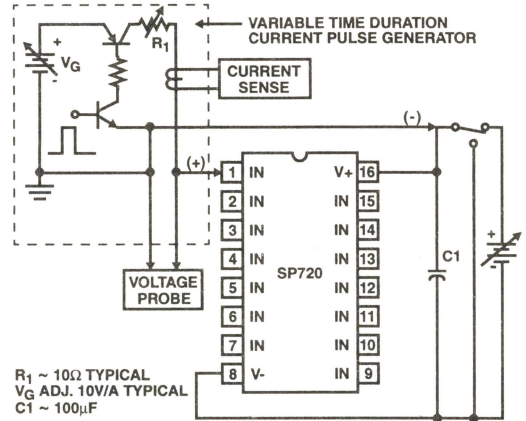 VARIABLE TIME DURATION
CURRENT PULSE GENERATOR
+
R1
VG
-
CURRENT
SENSE
(-)
(+)
1 IN V+ 16
2 IN IN 15
3 IN IN 14
4 IN IN 13
5 IN IN 12
6 IN IN 11
7 IN IN 10
8 V- IN 9
SP720
C1
+
-
VOLTAGE
PROBE
R1 ~ 10Ω TYPICAL
VG ADJ. 10V/A TYPICAL
C1 ~ 100μF